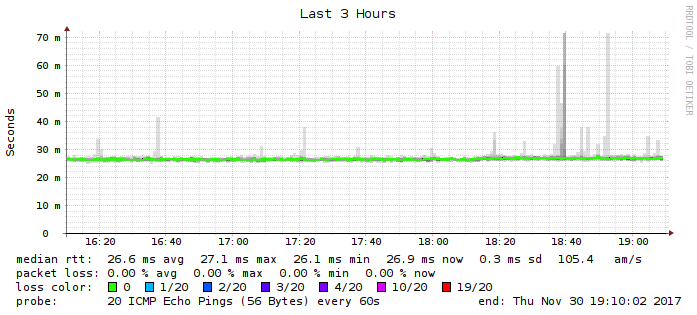 Last 3 Hours
RRDTOOL / TOBI OETIKER
Seconds
70 m
60 m
50 m
40 m
30 m
20 m
10 m
0
16:20 16:40 17:00 17:20 17:40 18:00 18:20 18:40 19:00
median rtt: 26.6 ms avg 27.1 ms max 26.1 ms min 26.9 ms now 0.3 ms sd 105.4 am/s
packet loss: 0.00 % avg 0.00 % max 0.00 % min 0.00 % now
loss color: 0 1/20 2/20 3/20 4/20 10/20 19/20
probe: 20 ICMP Echo Pings (56 Bytes) every 60s end: Thu Nov 30 19:10:02 2017